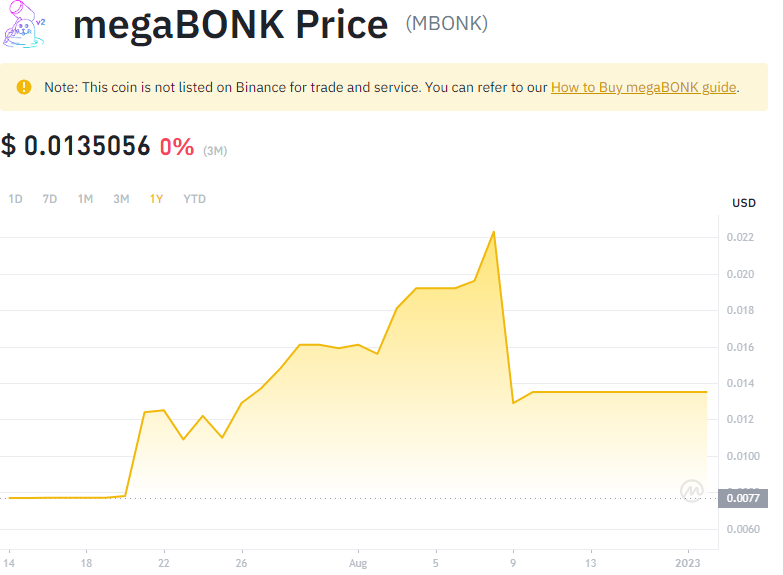 v2
megaBONK Price (MBONK)
Note: This coin is not listed on Binance for trade and service. You can refer to our How to Buy megaBONK guide.
$ 0.0135056 0% (3M)
1D 7D 1M 3M 1Y YTD
USD
0.022
0.020
0.018
0.016
0.014
0.012
0.0100
0.0077
0.0060
14 18 22 26 Aug 5 9 13 2023